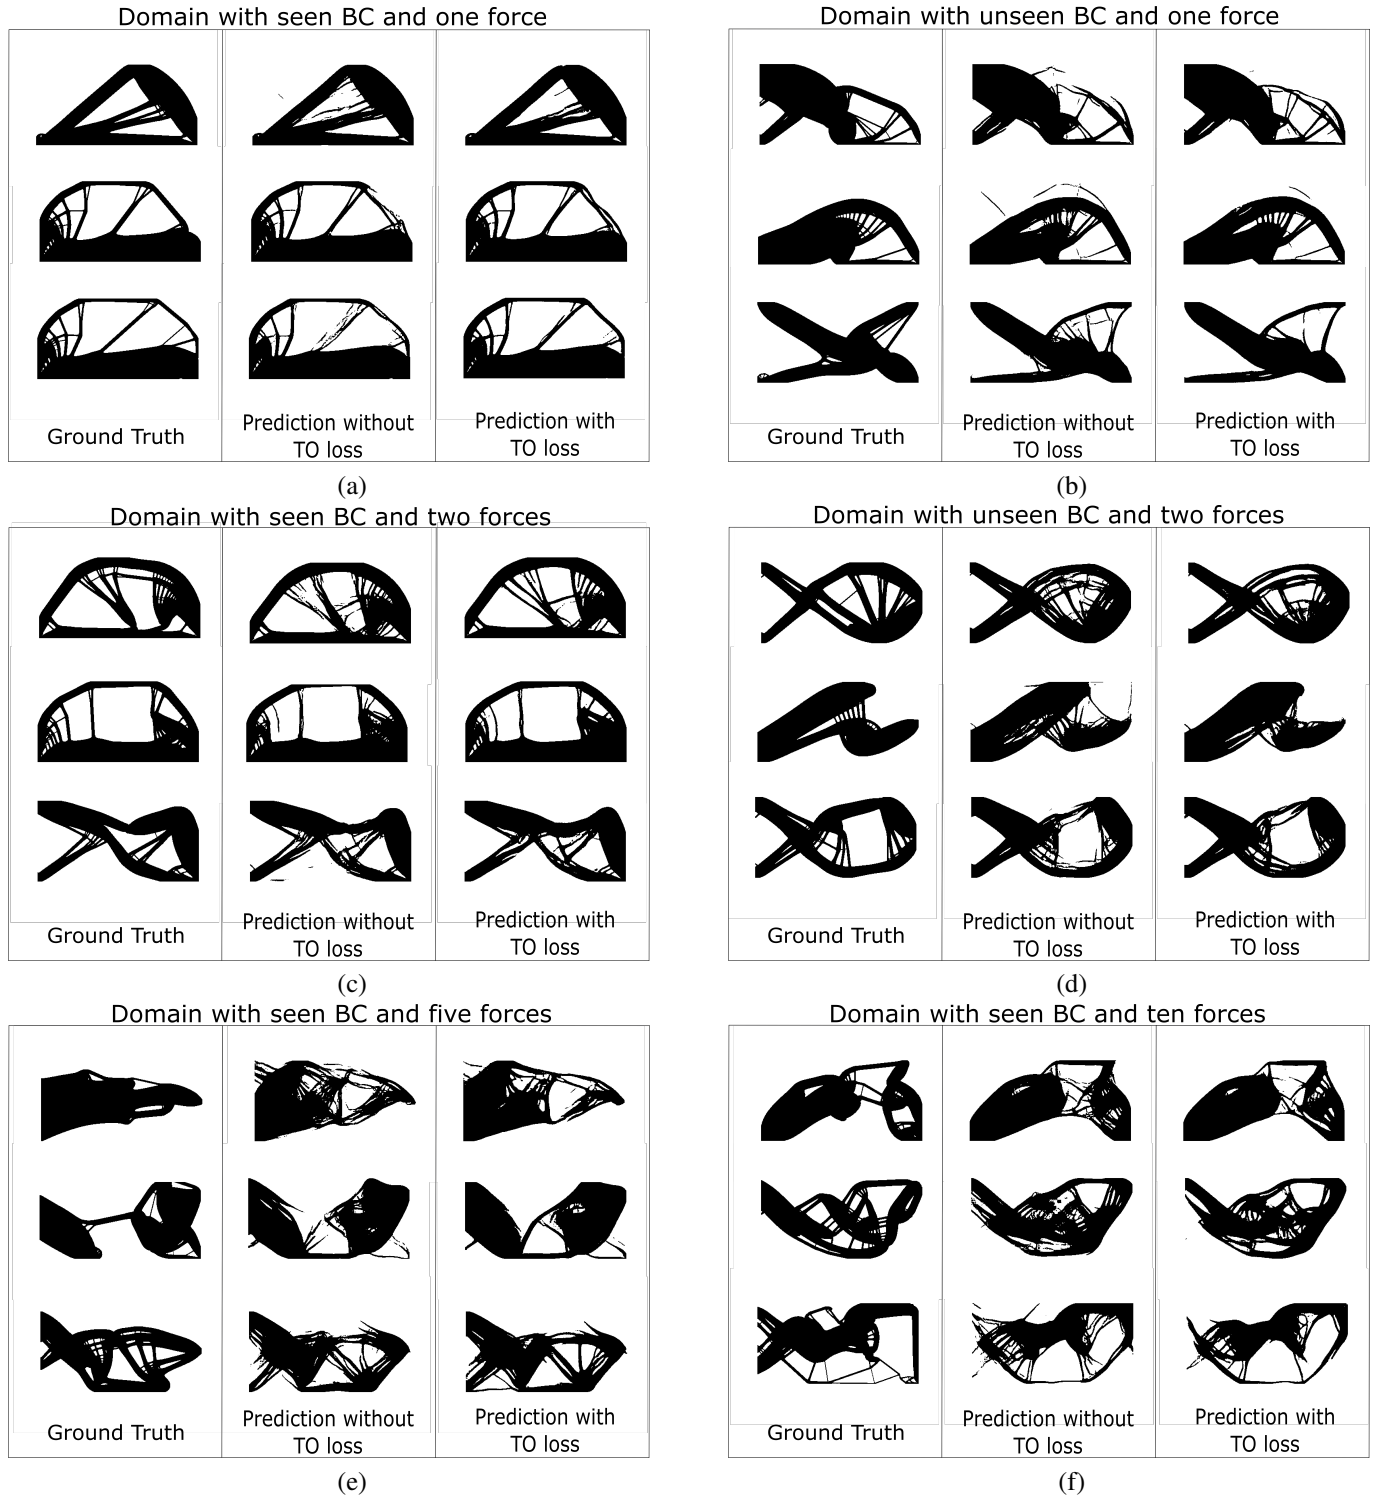 Domain with seen BC and one force
Ground Truth
Prediction without
TO loss
Prediction with
TO loss
(a)
Domain with unseen BC and one force
Ground Truth
Prediction without
TO loss
Prediction with
TO loss
(b)
Domain with seen BC and two forces
Ground Truth
Prediction without
TO loss
Prediction with
TO loss
(c)
Domain with unseen BC and two forces
Ground Truth
Prediction without
TO loss
Prediction with
TO loss
(d)
Domain with seen BC and five forces
Ground Truth
Prediction without
TO loss
Prediction with
TO loss
(e)
Domain with seen BC and ten forces
Ground Truth
Prediction without
TO loss
Prediction with
TO loss
(f)